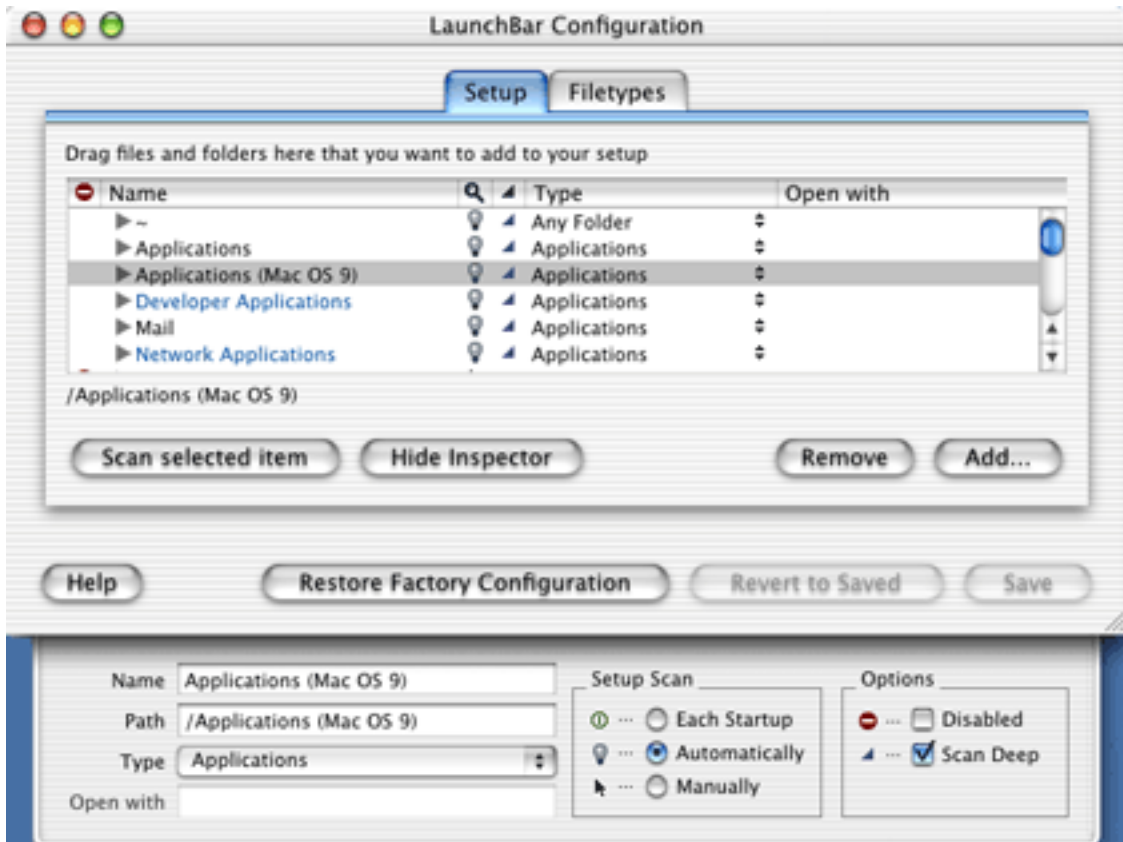 LaunchBar Configuration
Setup Filetypes
Drag files and folders here that you want to add to your setup
Name Type Open with
~ Any Folder
Applications Applications
Applications (Mac OS 9) Applications
Developer Applications Applications
Mail Applications
Network Applications Applications
/Applications (Mac OS 9)
Scan selected item Hide Inspector Remove Add...
Help Restore Factory Configuration Revert to Saved Save
Name Applications (Mac OS 9) Setup Scan Options
Path /Applications (Mac OS 9) Each Startup Disabled
Type Applications Automatically Scan Deep
Manually
Open with